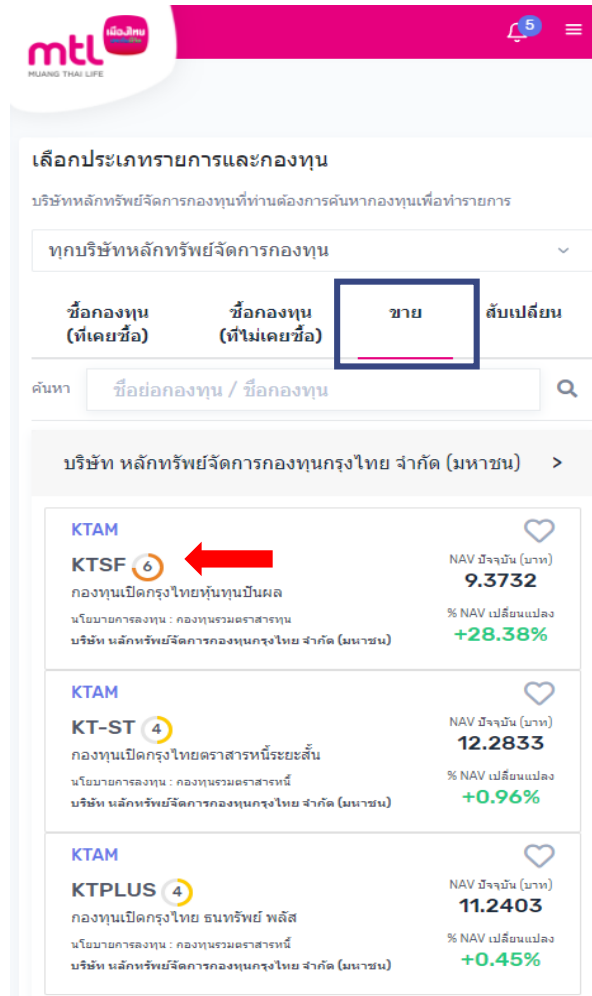 mtl
เมืองไทย
MUANG THAI LIFE
5
เลือกประเภทรายการและกองทุน
บริษัทหลักทรัพย์จัดการกองทุนที่ท่านต้องการค้นหากองทุนเพื่อทำรายการ
ทุกบริษัทหลักทรัพย์จัดการกองทุน
ซื้อกองทุน
(ที่เคยซื้อ)
ซื้อกองทุน
(ที่ไม่เคยซื้อ)
ขาย
สับเปลี่ยน
ค้นหา
ชื่อย่อกองทุน / ชื่อกองทุน
บริษัท หลักทรัพย์จัดการกองทุนกรุงไทย จำกัด (มหาชน) >
KTAM
KTSF 6
กองทุนเปิดกรุงไทยหุ้นทุนปันผล
นโยบายการลงทุน : กองทุนรวมตราสารทุน
บริษัท หลักทรัพย์จัดการกองทุนกรุงไทย จำกัด (มหาชน)
NAV ปัจจุบัน (บาท)
9.3732
% NAV เปลี่ยนแปลง
+28.38%
KTAM
KT-ST 4
กองทุนเปิดกรุงไทยตราสารหนี้ระยะสั้น
นโยบายการลงทุน : กองทุนรวมตราสารหนี้
บริษัท หลักทรัพย์จัดการกองทุนกรุงไทย จำกัด (มหาชน)
NAV ปัจจุบัน (บาท)
12.2833
% NAV เปลี่ยนแปลง
+0.96%
KTAM
KTPLUS 4
กองทุนเปิดกรุงไทย ธนทรัพย์ พลัส
นโยบายการลงทุน : กองทุนรวมตราสารหนี้
บริษัท หลักทรัพย์จัดการกองทุนกรุงไทย จำกัด (มหาชน)
NAV ปัจจุบัน (บาท)
11.2403
% NAV เปลี่ยนแปลง
+0.45%